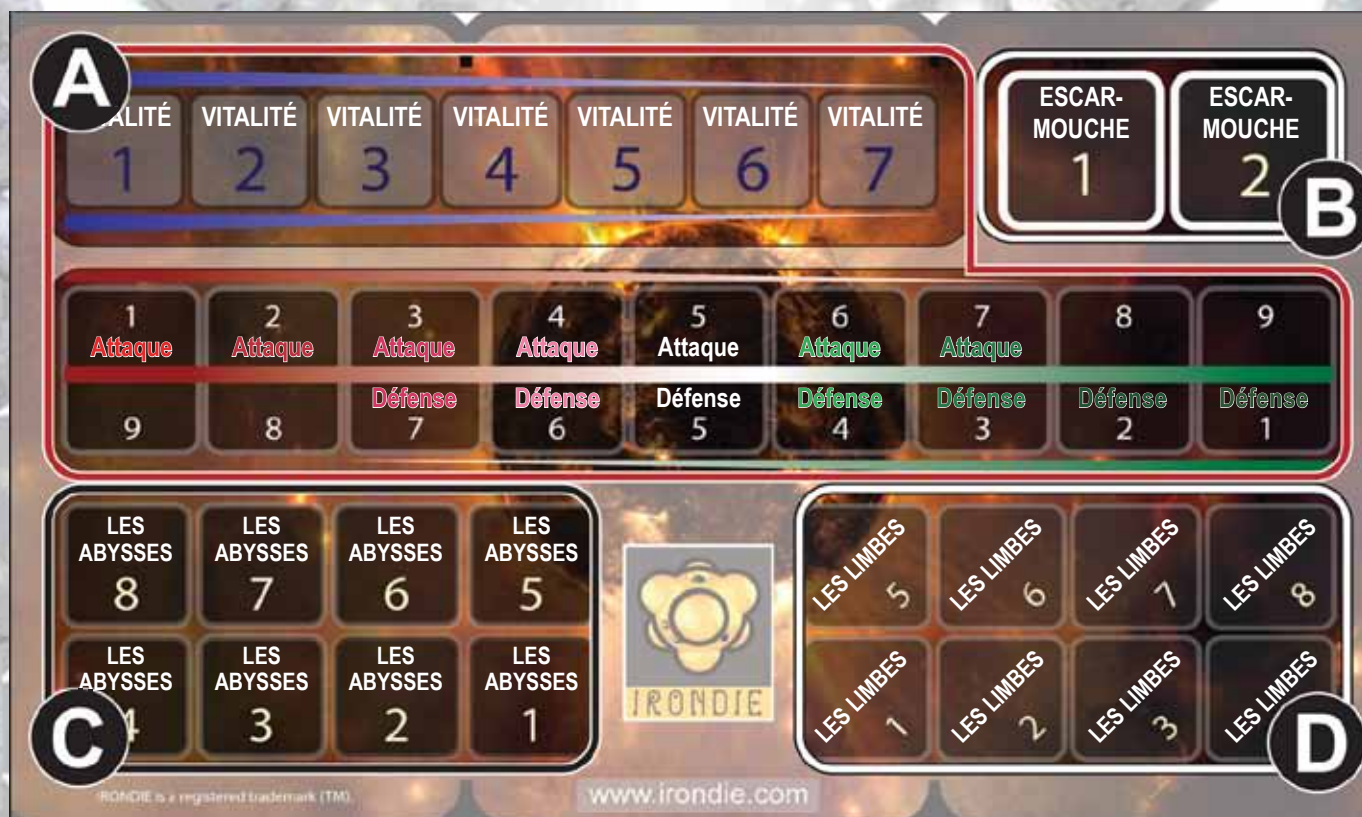 A
VITALITÉ VITALITÉ VITALITÉ VITALITÉ VITALITÉ VITALITÉ
1 2 3 4 5 6 7
ESCAR- ESCAR-
MOUCHE MOUCHE
1 2
B
1 2 3 4 5 6 7 8 9
Attaque Attaque Attaque Attaque Attaque Attaque Attaque
Défense Défense Défense Défense Défense Défense Défense
9 8 7 6 5 4 3 2 1
LES LES LES LES
ABYSSES ABYSSES ABYSSES ABYSSES
8 7 6 5
LES LES LES LES
ABYSSES ABYSSES ABYSSES ABYSSES
4 3 2 1
C
IRONDIE
LES LIMBES LES LIMBES LES LIMBES LES LIMBES
5 6 7 8
LES LIMBES LES LIMBES LES LIMBES LES LIMBES
1 2 3
D
IRONDIE is a registered trademark (TM).
www.irondie.com